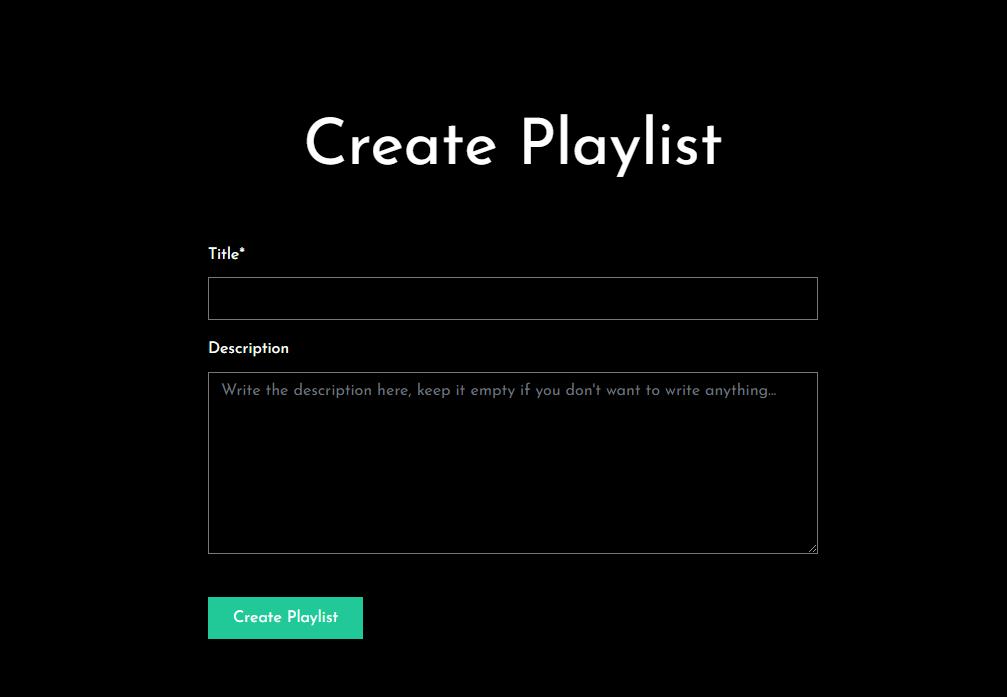 Create Playlist
Title*
Description
Write the description here, keep it empty if you don't want to write anything...
Create Playlist